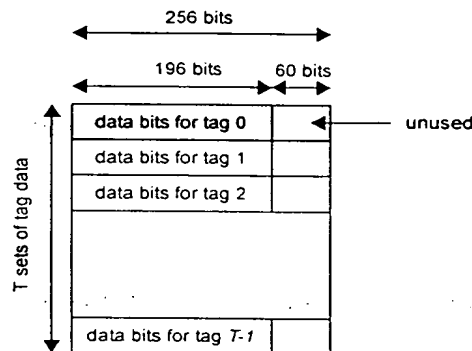 256 bits
196 bits
60 bits
data bits for tag 0
unused
data bits for tag 1
data bits for tag 2
T sets of tag data
data bits for tag T-1